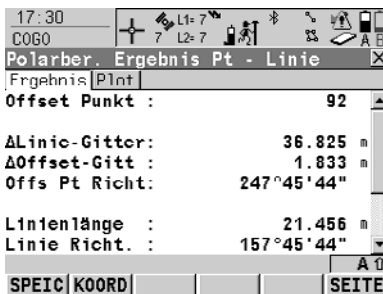 17:30
COGO
L1= 7
7 L2= 7
A B
Polarber. Ergebnis Pt - Linie X
Ergebnis Plot
Offset Punkt : 92
ΔLinie-Gitter: 36.825 m
ΔOffset-Gitt : 1.833 m
Offs Pt Richt: 247°45'44"
Linienlänge : 21.456 m
Linie Richt. : 157°45'44"
A
SPEIC KOORD SEITE